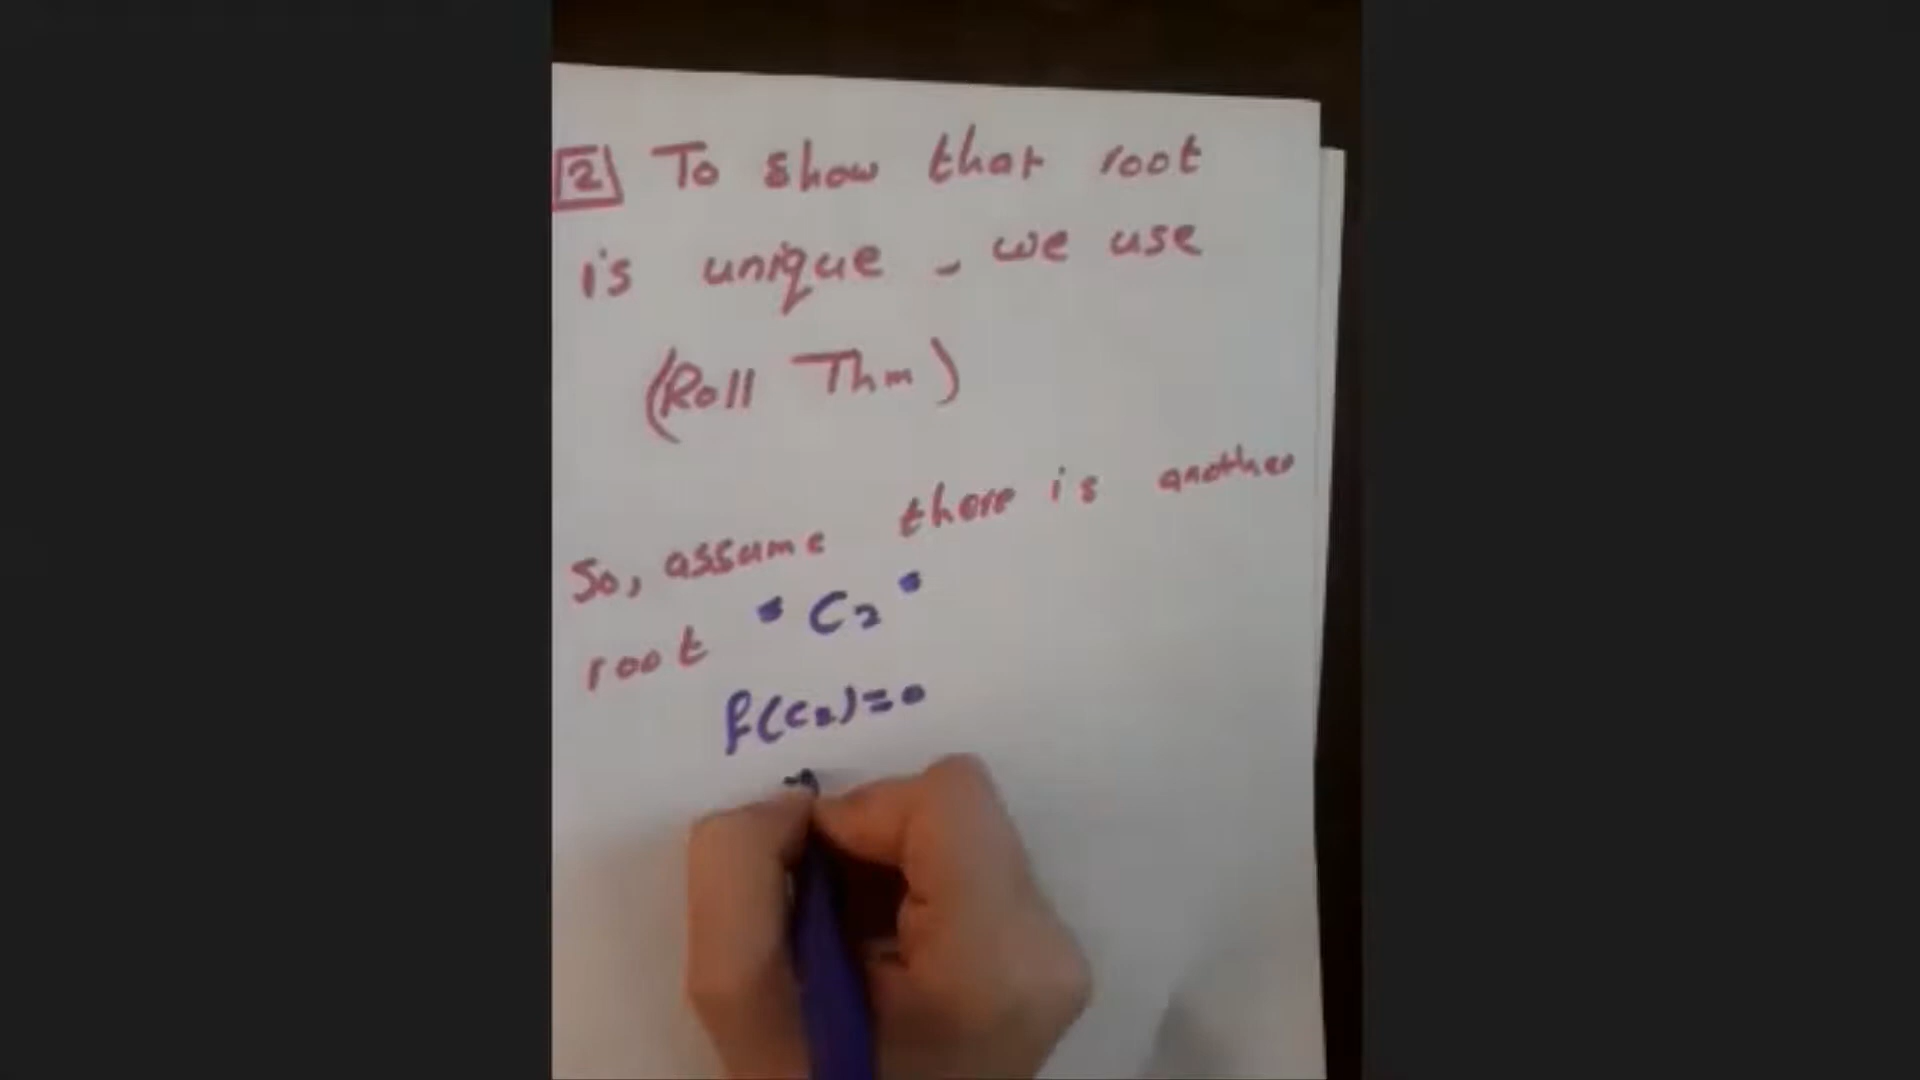 2 To show that root
is unique - we use
(Roll Thm)
So, assume there is another
root " C2 "
f(c2)=0